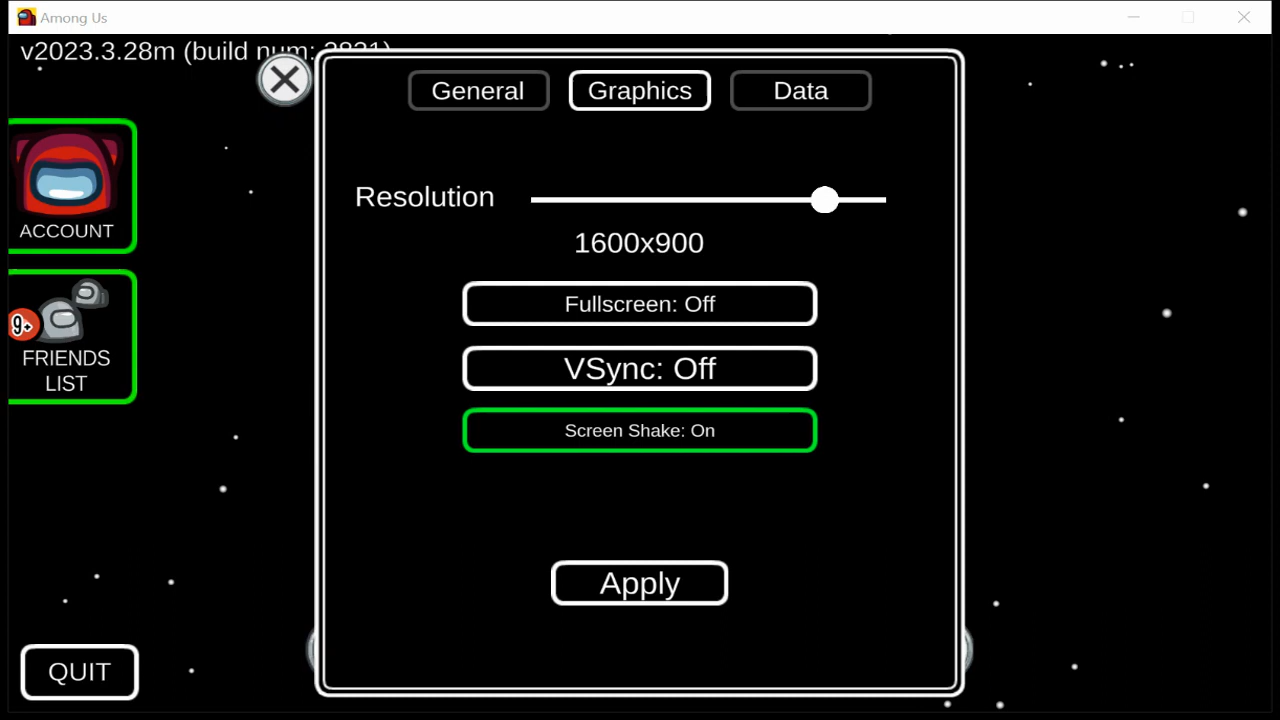 Among Us
v2023.3.28m (build num:
General
Graphics
Data
Resolution
1600x900
ACCOUNT
Fullscreen: Off
9+
FRIENDS
LIST
VSync: Off
Screen Shake: On
Apply
QUIT